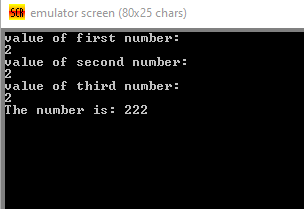 SCR
emulator screen (80x25 chars)
value of first number:
2
value of second number:
2
value of third number:
2
The number is: 222